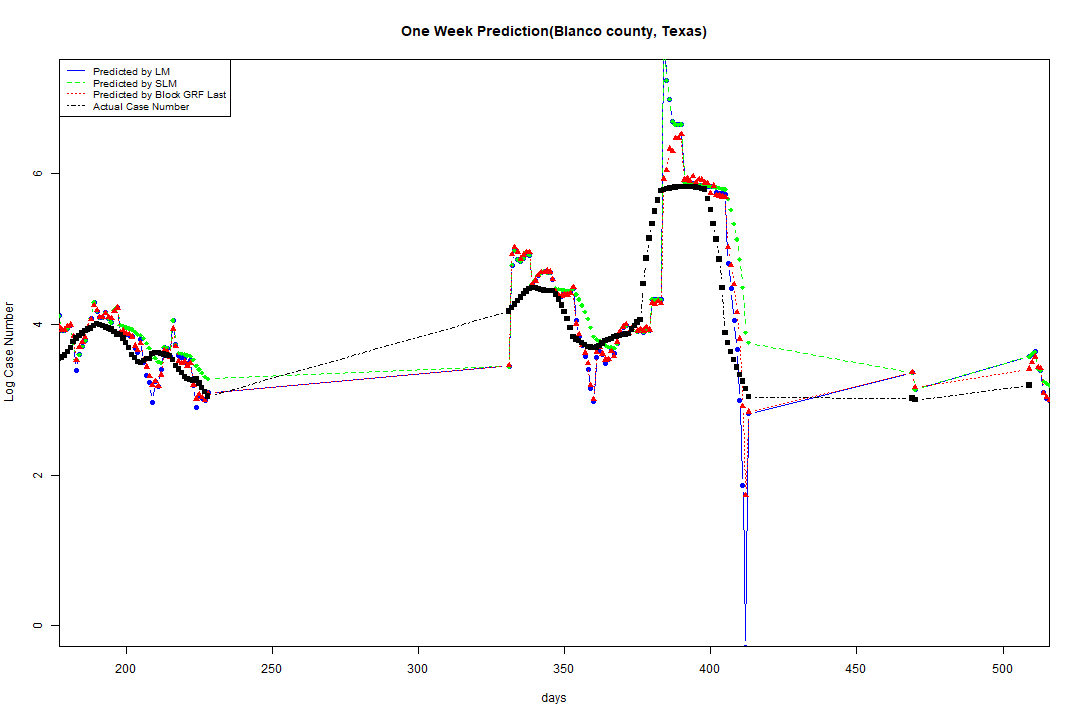 One Week Prediction(Blanco county, Texas)
Predicted by LM
Predicted by SLM
Predicted by Block GRF Last
Actual Case Number
Log Case Number
6
4
2
0
200 250 300 350 400 450 500
days